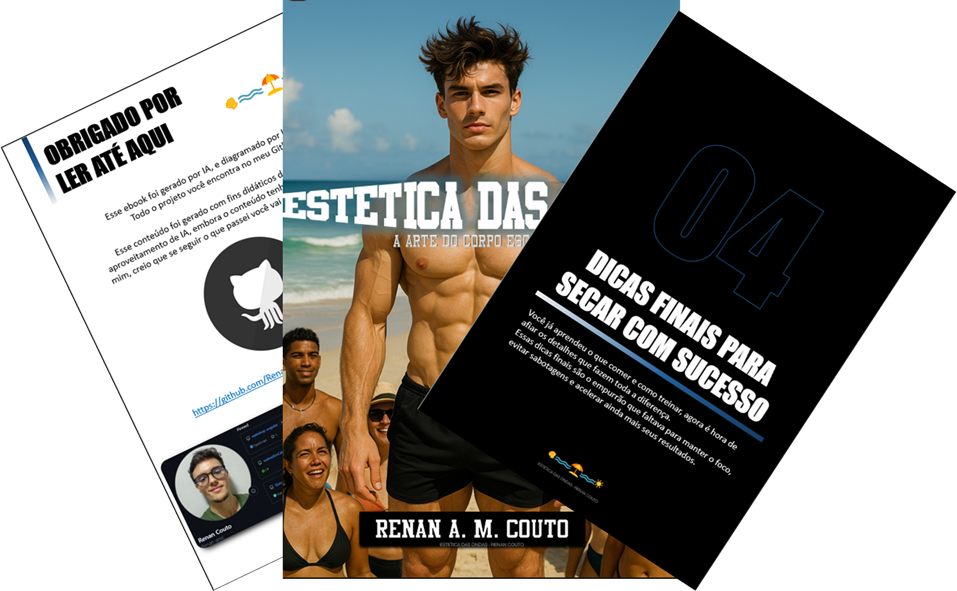 OBRIGADO POR
LER ATÉ AQUI
Esse ebook foi gerado por IA, e diagramado por
Todo o projeto você encontra no meu
Esse conteúdo foi gerado com fins didáticos
aproveitamento de IA, embora o conteúdo
mim, creio que se seguir o que passei você vai
https://github.com/Ren
Renan Couto
ESTETICA DAS
A ARTE DO CORPO
RENAN A. M. COUTO
ESTETICA DAS ONDAS - RENAN COUTO
04
DICAS FINAIS PARA
SECAR COM SUCESSO
Você já aprendeu o que comer e como treinar, agora é hora de
afiar os detalhes que fazem toda a diferença.
Essas dicas finais são o empurrão que faltava para manter o foco,
evitar sabotagens e acelerar ainda mais seus resultados.
ESTETICA DAS ONDAS - RENAN COUTO